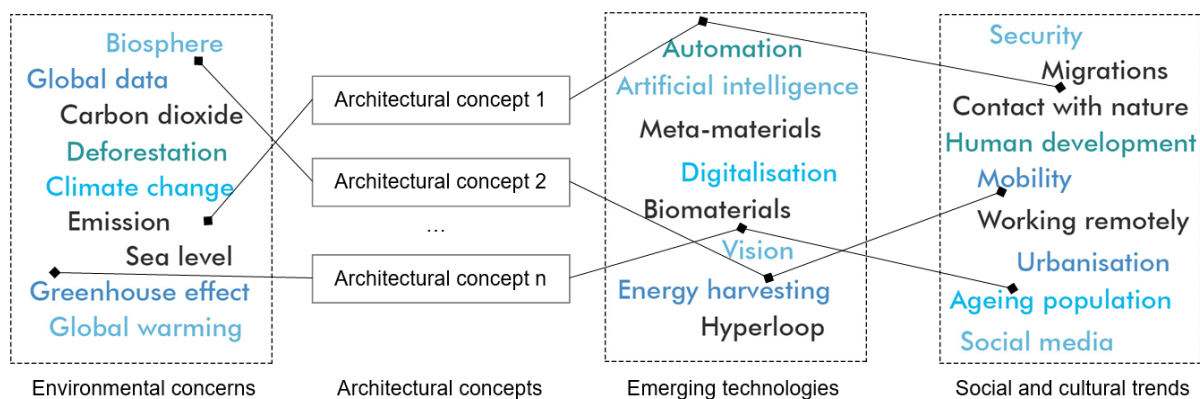 Biosphere
Global data
Carbon dioxide
Deforestation
Climate change
Emission
Sea level
Greenhouse effect
Global warming
Environmental concerns
Architectural concept 1
Architectural concept 2
...
Architectural concept n
Architectural concepts
Automation
Artificial intelligence
Meta-materials
Digitalisation
Biomaterials
Vision
Energy harvesting
Hyperloop
Emerging technologies
Security
Migrations
Contact with nature
Human development
Mobility
Working remotely
Urbanisation
Ageing population
Social media
Social and cultural trends